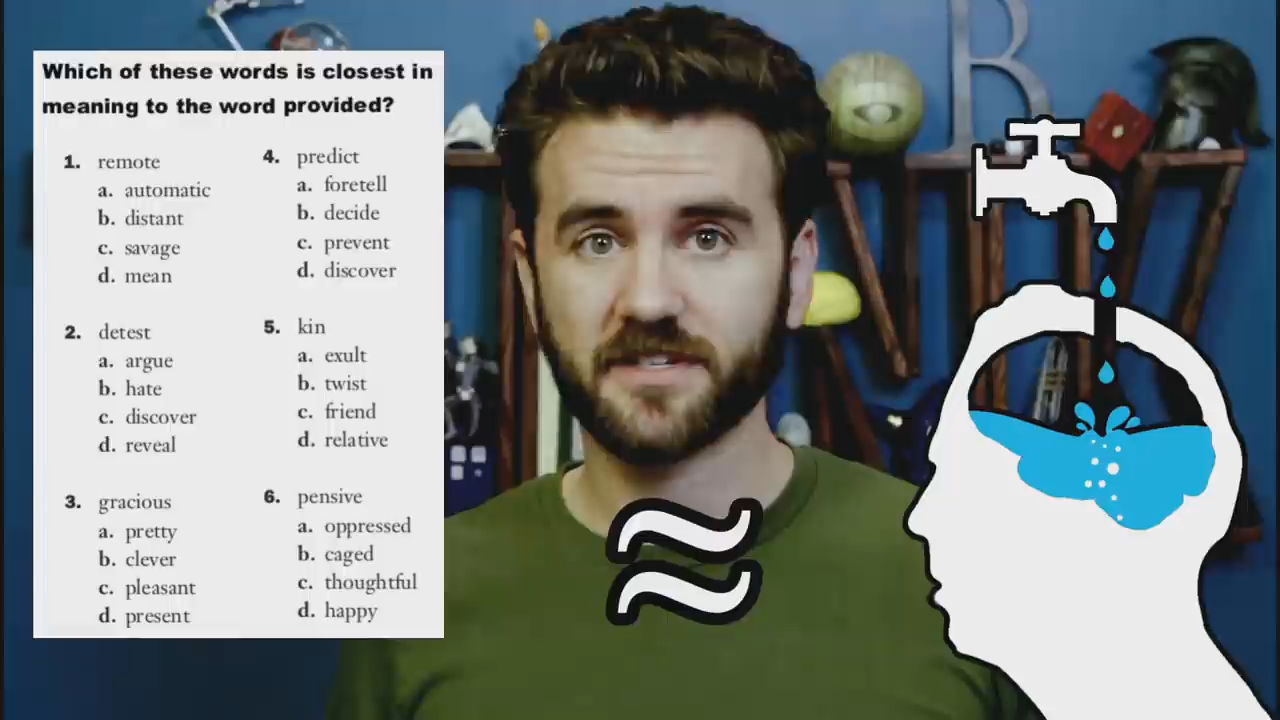 Which of these words is closest in
meaning to the word provided?
1. remote
a. automatic
b. distant
c. savage
d. mean
2. detest
a. argue
b. hate
c. discover
d. reveal
3. gracious
a. pretty
b. clever
c. pleasant
d. present
4. predict
a. foretell
b. decide
c. prevent
d. discover
5. kin
a. exult
b. twist
c. friend
d. relative
6. pensive
a. oppressed
b. caged
c. thoughtful
d. happy
≈
B